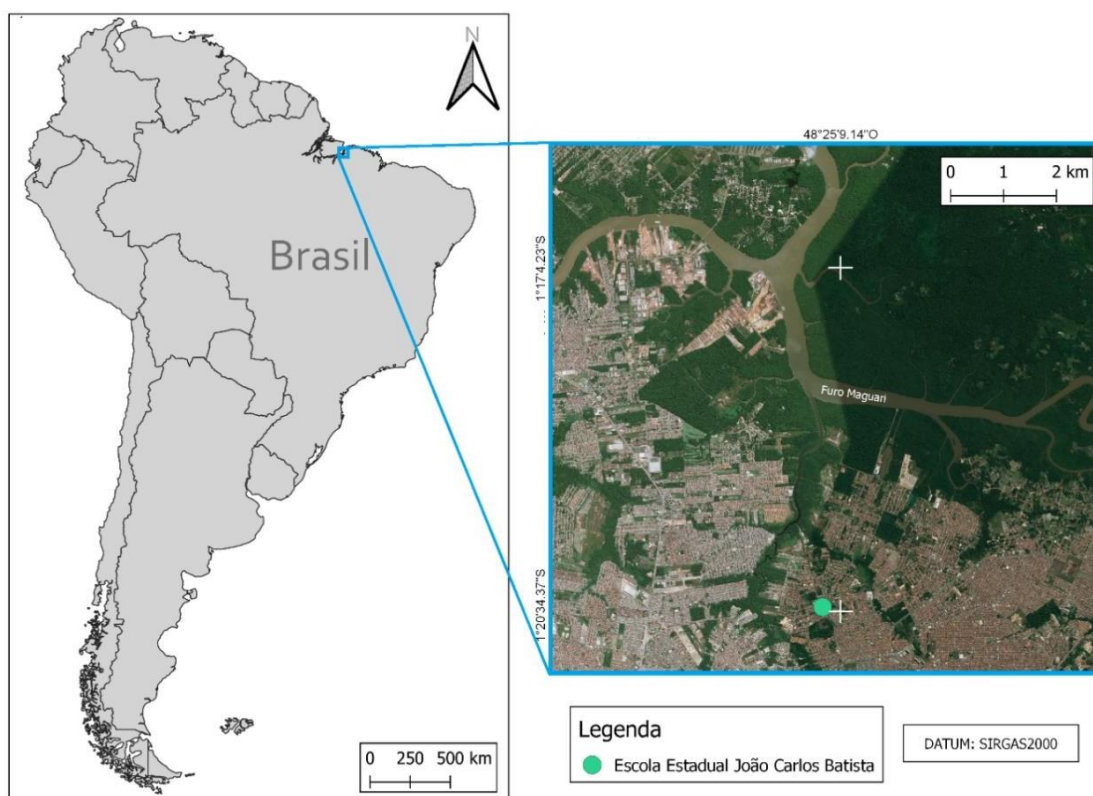 N
Brasil
0 250 500 km
48°25'9.14"O
0 1 2 km
1°17'4.23"S
Furo Maguari
1°20'34.37"S
Legenda
Escola Estadual João Carlos Batista
DATUM: SIRGAS2000